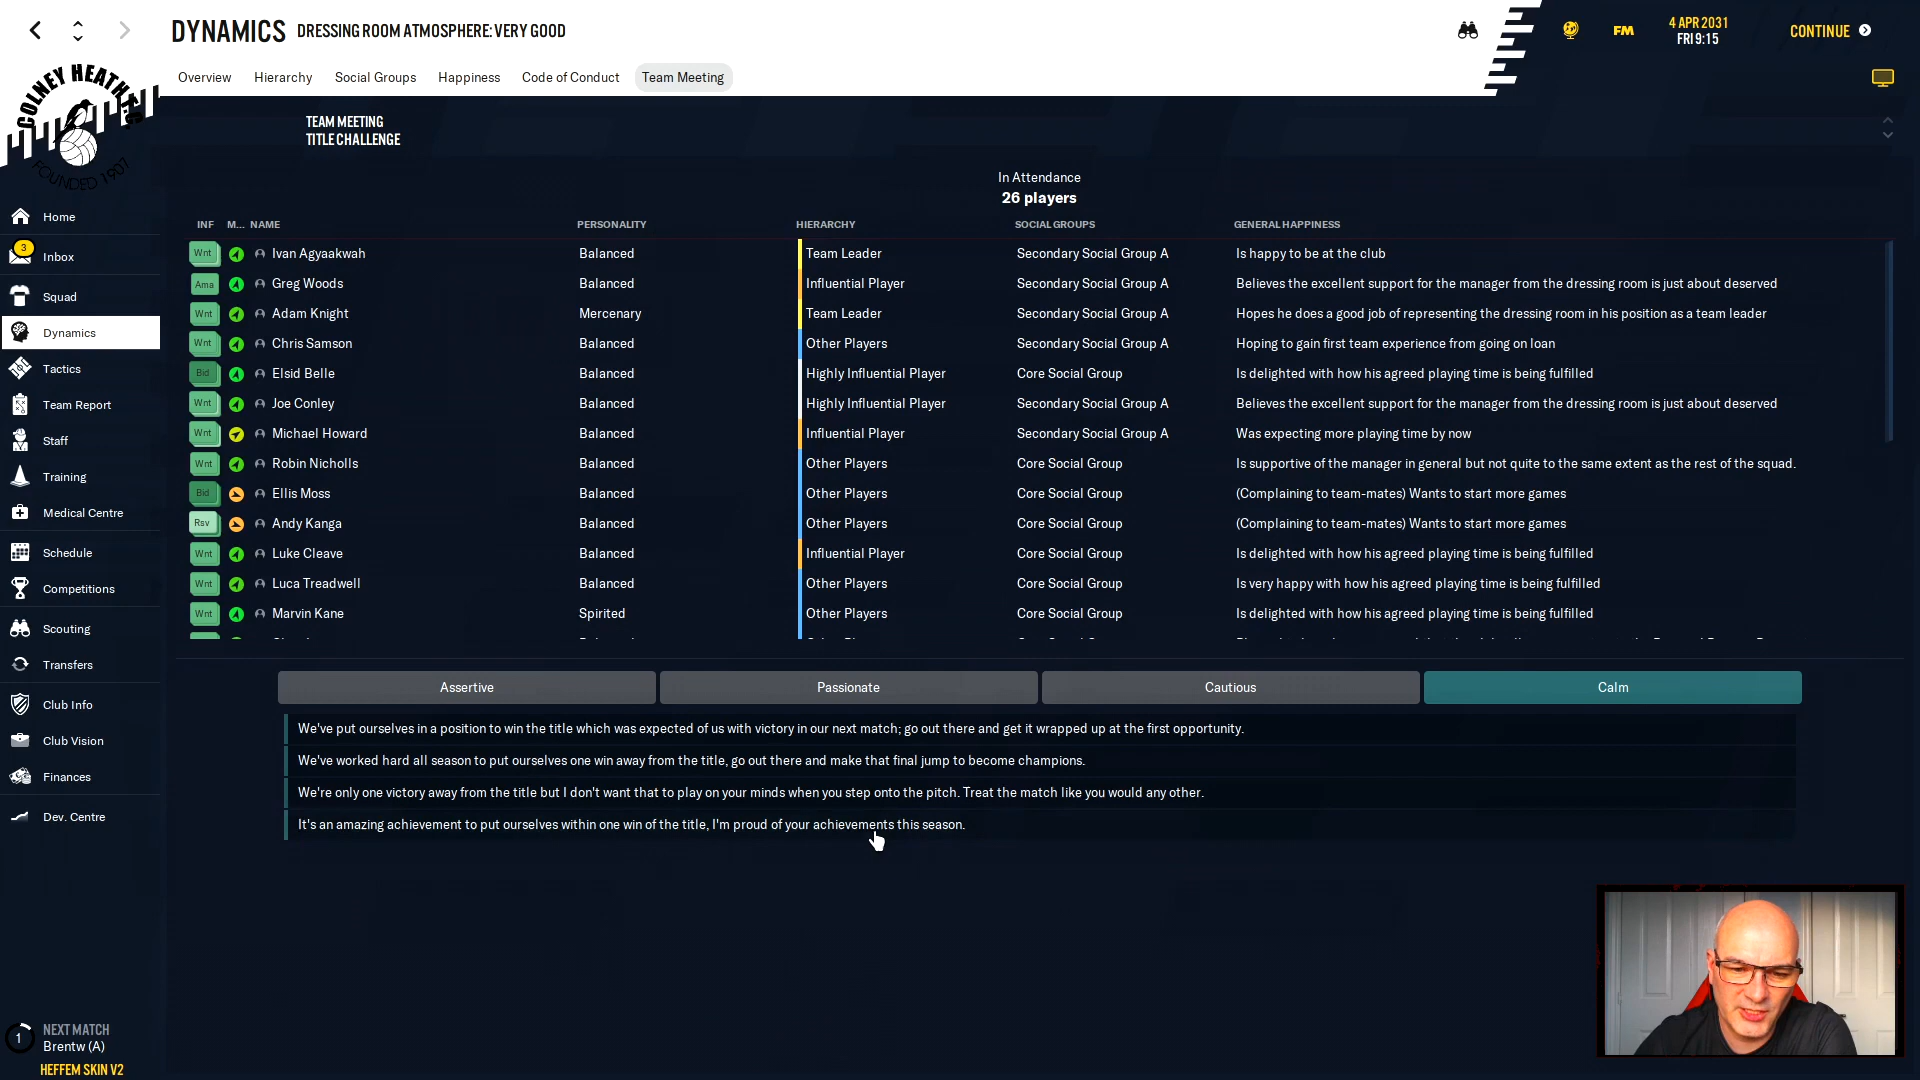 DYNAMICS DRESSING ROOM ATMOSPHERE: VERY GOOD
FM
4 APR 2031
FRI 9:15
CONTINUE
Overview Hierarchy Social Groups Happiness Code of Conduct Team Meeting
COLNEY HEATH F.C.
FOUNDED 1907
TEAM MEETING
TITLE CHALLENGE
In Attendance
26 players
INF M... NAME PERSONALITY HIERARCHY SOCIAL GROUPS GENERAL HAPPINESS
Wnt Ivan Agyaakwah Balanced Team Leader Secondary Social Group A Is happy to be at the club
Ama Greg Woods Balanced Influential Player Secondary Social Group A Believes the excellent support for the manager from the dressing room is just about deserved
Wnt Adam Knight Mercenary Team Leader Secondary Social Group A Hopes he does a good job of representing the dressing room in his position as a team leader
Wnt Chris Samson Balanced Other Players Secondary Social Group A Hoping to gain first team experience from going on loan
Bid Elsid Belle Balanced Highly Influential Player Core Social Group Is delighted with how his agreed playing time is being fulfilled
Wnt Joe Conley Balanced Highly Influential Player Secondary Social Group A Believes the excellent support for the manager from the dressing room is just about deserved
Wnt Michael Howard Balanced Influential Player Secondary Social Group A Was expecting more playing time by now
Wnt Robin Nicholls Balanced Other Players Core Social Group Is supportive of the manager in general but not quite to the same extent as the rest of the squad.
Bid Ellis Moss Balanced Other Players Core Social Group (Complaining to team-mates) Wants to start more games
Rsv Andy Kanga Balanced Other Players Core Social Group (Complaining to team-mates) Wants to start more games
Wnt Luke Cleave Balanced Influential Player Core Social Group Is delighted with how his agreed playing time is being fulfilled
Wnt Luca Treadwell Balanced Other Players Core Social Group Is very happy with how his agreed playing time is being fulfilled
Wnt Marvin Kane Spirited Other Players Core Social Group Is delighted with how his agreed playing time is being fulfilled
Assertive Passionate Cautious Calm
We've put ourselves in a position to win the title which was expected of us with victory in our next match; go out there and get it wrapped up at the first opportunity.
We've worked hard all season to put ourselves one win away from the title, go out there and make that final jump to become champions.
We're only one victory away from the title but I don't want that to play on your minds when you step onto the pitch. Treat the match like you would any other.
It's an amazing achievement to put ourselves within one win of the title, I'm proud of your achievements this season.
Home
3
Inbox
Squad
Dynamics
Tactics
Team Report
Staff
Training
Medical Centre
Schedule
Competitions
Scouting
Transfers
Club Info
Club Vision
Finances
Dev. Centre
1
NEXT MATCH
Brentw (A)
HEFFEM SKIN V2